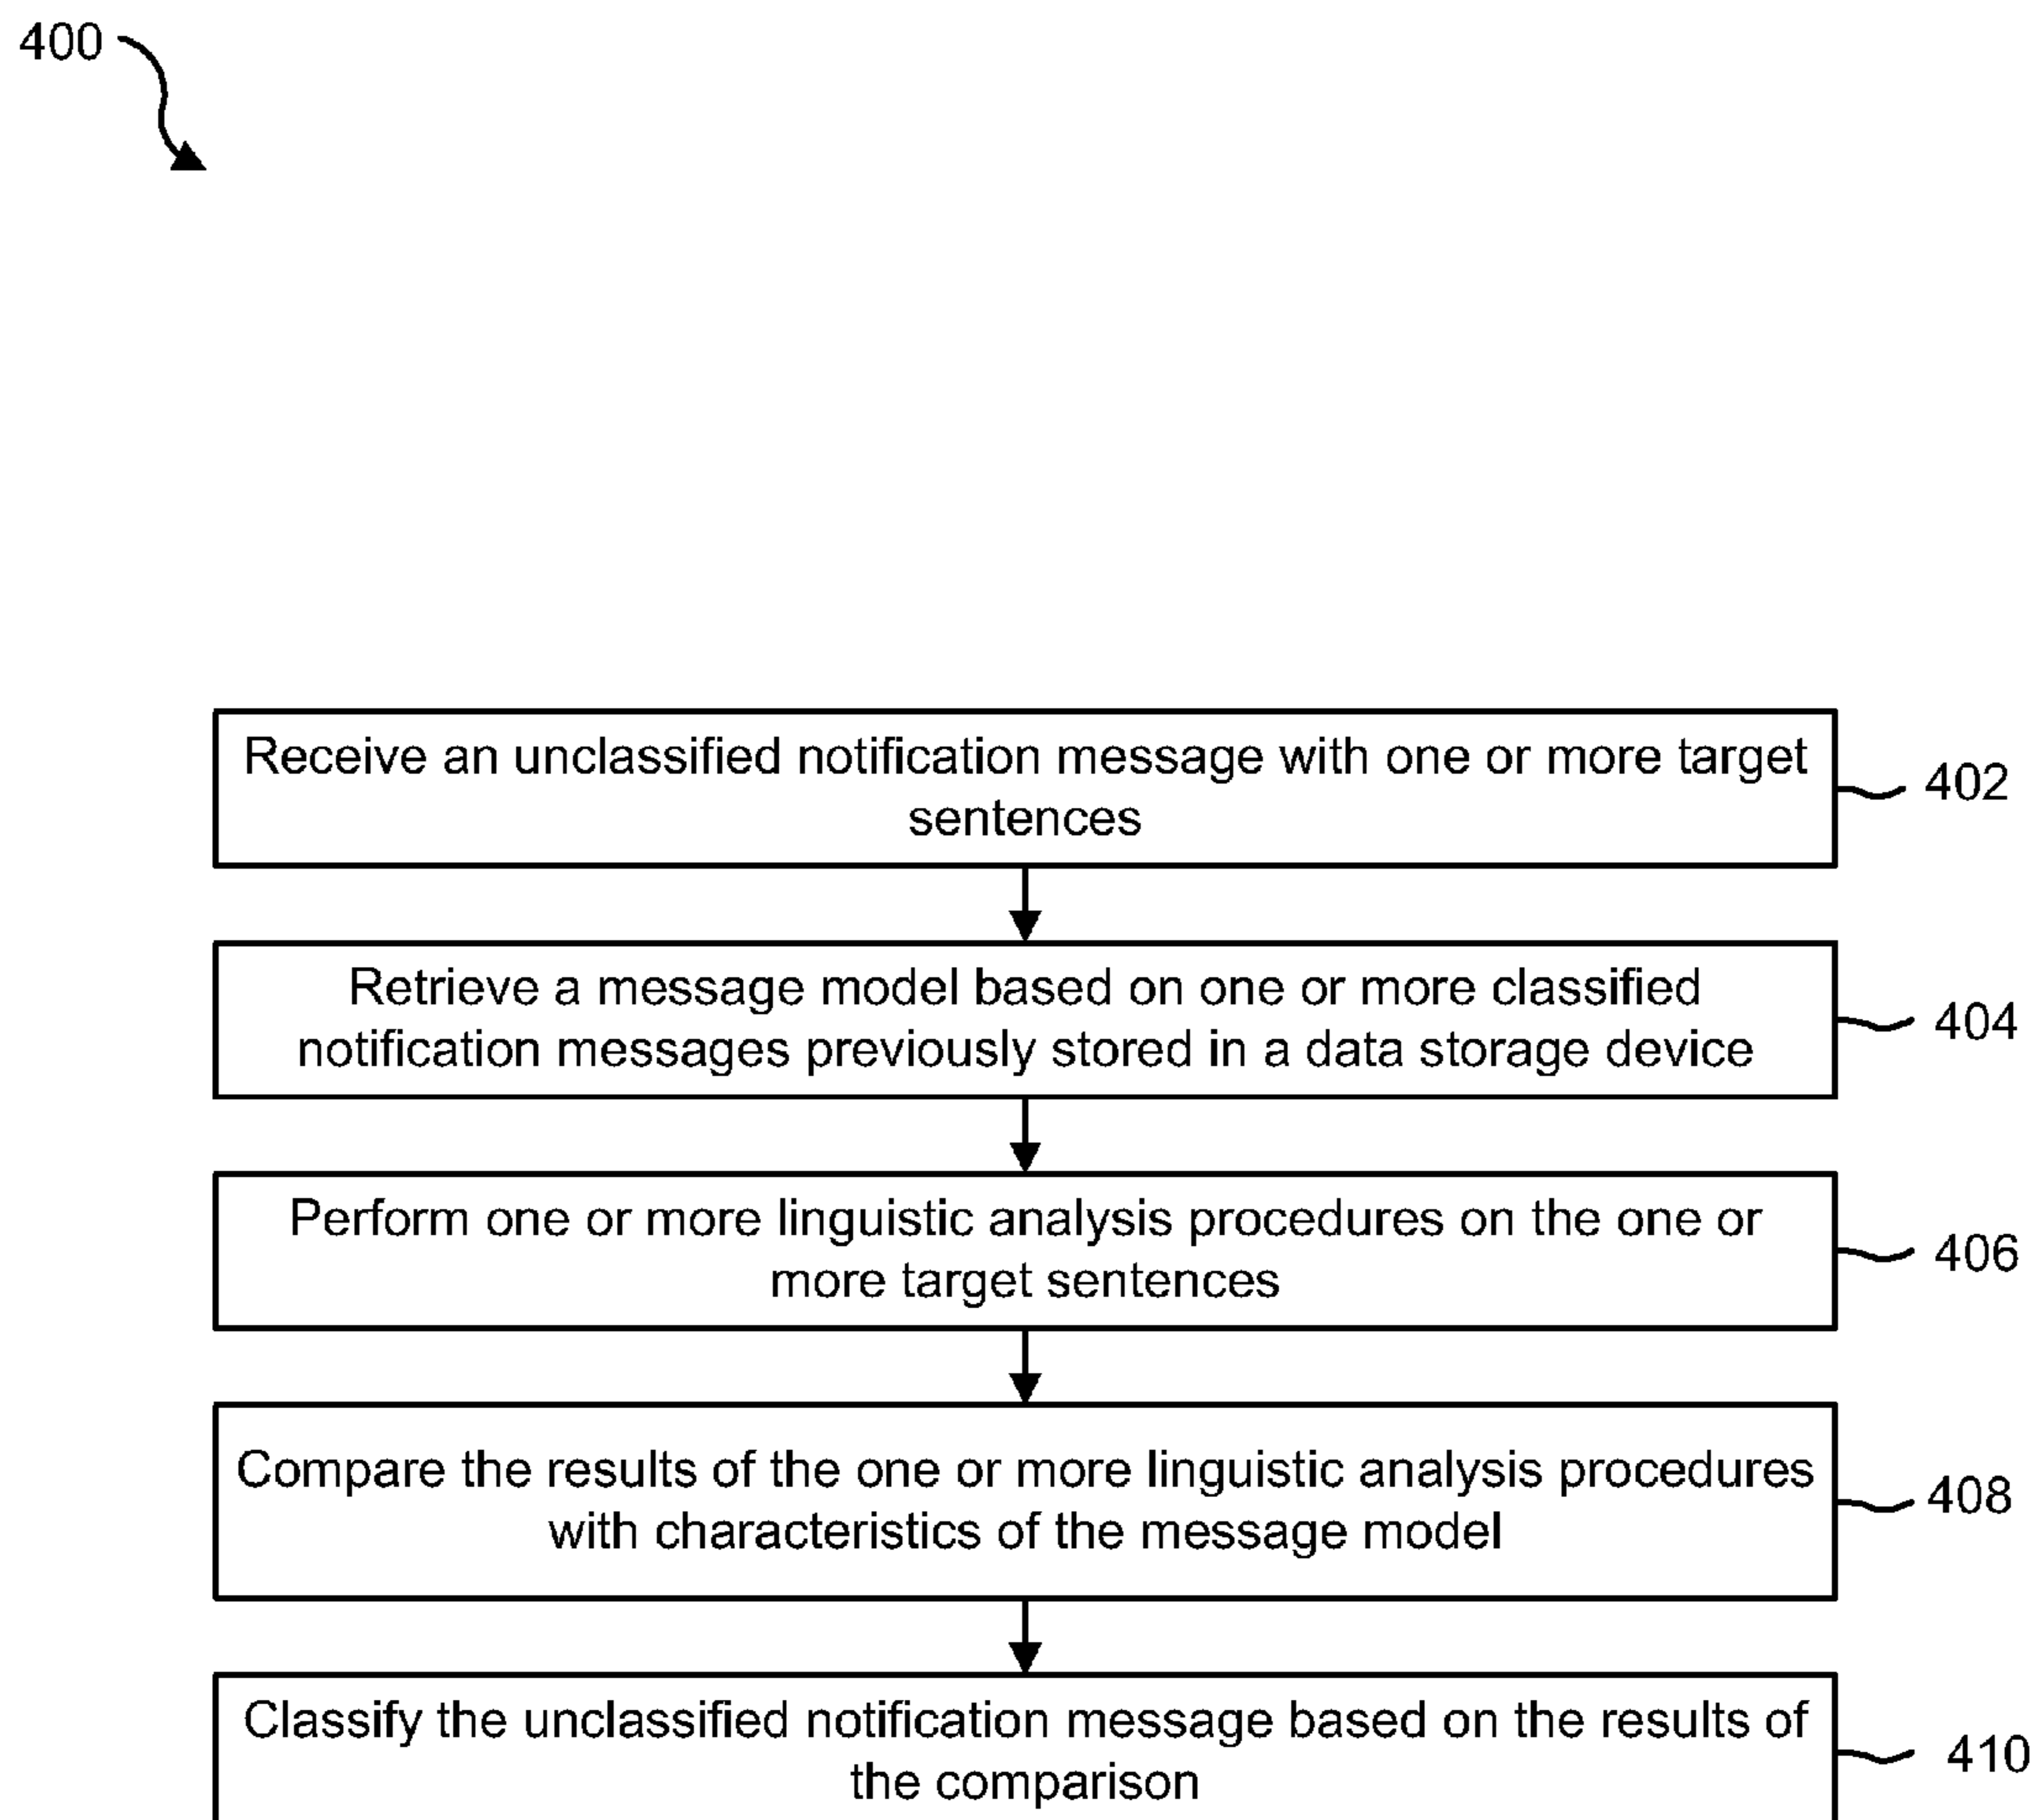 400
Receive an unclassified notification message with one or more target
sentences
402
Retrieve a message model based on one or more classified
notification messages previously stored in a data storage device
404
Perform one or more linguistic analysis procedures on the one or
more target sentences
406
Compare the results of the one or more linguistic analysis procedures
with characteristics of the message model
408
Classify the unclassified notification message based on the results of
the comparison
410